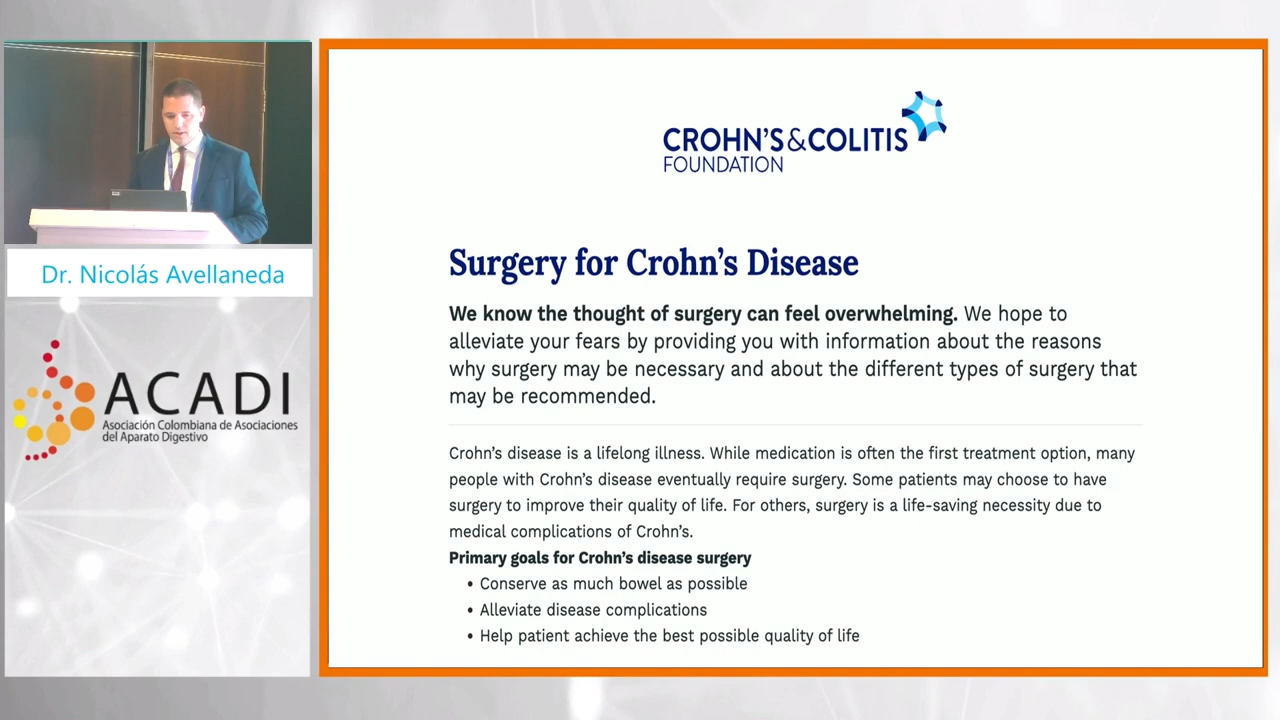 Dr. Nicolás Avellaneda
ACADI
Asociación Colombiana de Asociaciones
del Aparato Digestivo
CROHN'S & COLITIS
FOUNDATION
Surgery for Crohn's Disease
We know the thought of surgery can feel overwhelming. We hope to
alleviate your fears by providing you with information about the reasons
why surgery may be necessary and about the different types of surgery that
may be recommended.
Crohn's disease is a lifelong illness. While medication is often the first treatment option, many
people with Crohn's disease eventually require surgery. Some patients may choose to have
surgery to improve their quality of life. For others, surgery is a life-saving necessity due to
medical complications of Crohn's.
Primary goals for Crohn's disease surgery
• Conserve as much bowel as possible
• Alleviate disease complications
• Help patient achieve the best possible quality of life